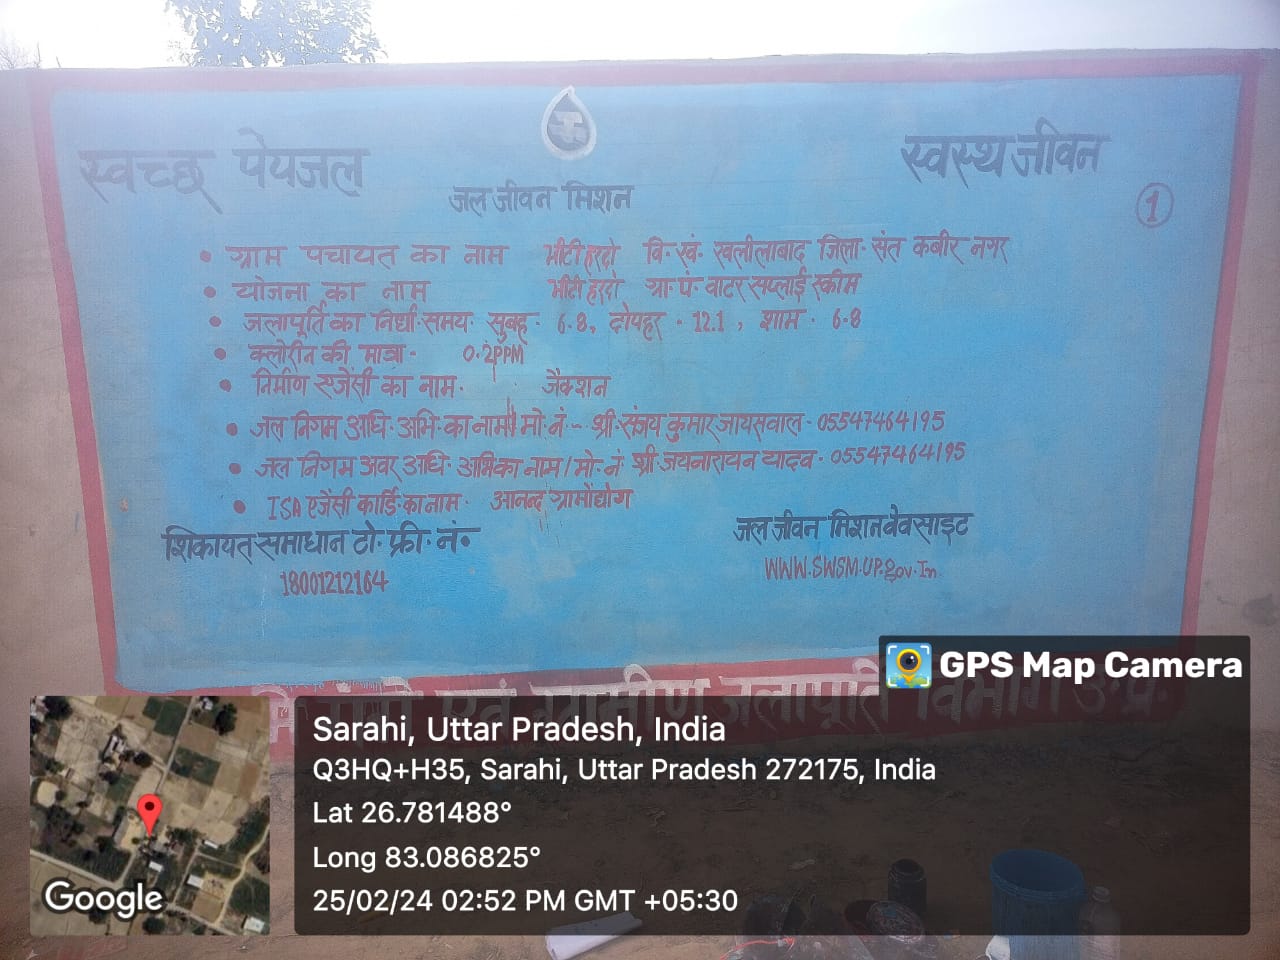 स्वच्छ पेयजल
स्वस्थ जीवन
जल जीवन मिशन
1
• ग्राम पचायत का नाम भीटी हरदो वि. खं. खलीलाबाद जिला. संत कबीर नगर
• योजना का नाम भीटी हरदो ग्रा. पं. वाटर सप्लाई स्कीम
• जलापूर्ति का निर्धा. समय. सुबह. 6-8, दोपहर - 12.1, शाम - 6-8
• क्लोरीन की मात्रा - 0.2PPM
• निर्माण एजेंसी का नाम. जैक्शन
• जल निगम अधि. अभि. का नाम/ मो. नं - श्री संजय कुमार जायसवाल - 05547464195
• जल निगम अवर अधि. अभि का नाम / मो. नं श्री जयनारायन यादव - 05547464195
• ISA एजेंसी कार्डि. का नाम. आनन्द ग्रामोद्योग
शिकायत समाधान टो. फ्री. नं.
18001212164
जल जीवन मिशन वेव साइट
WWW.SWSM.UP.gov.In
एवं ग्रामीण जलापूर्ति विभाग उ. प्र.
GPS Map Camera
Sarahi, Uttar Pradesh, India
Q3HQ+H35, Sarahi, Uttar Pradesh 272175, India
Lat 26.781488°
Long 83.086825°
25/02/24 02:52 PM GMT +05:30
Google